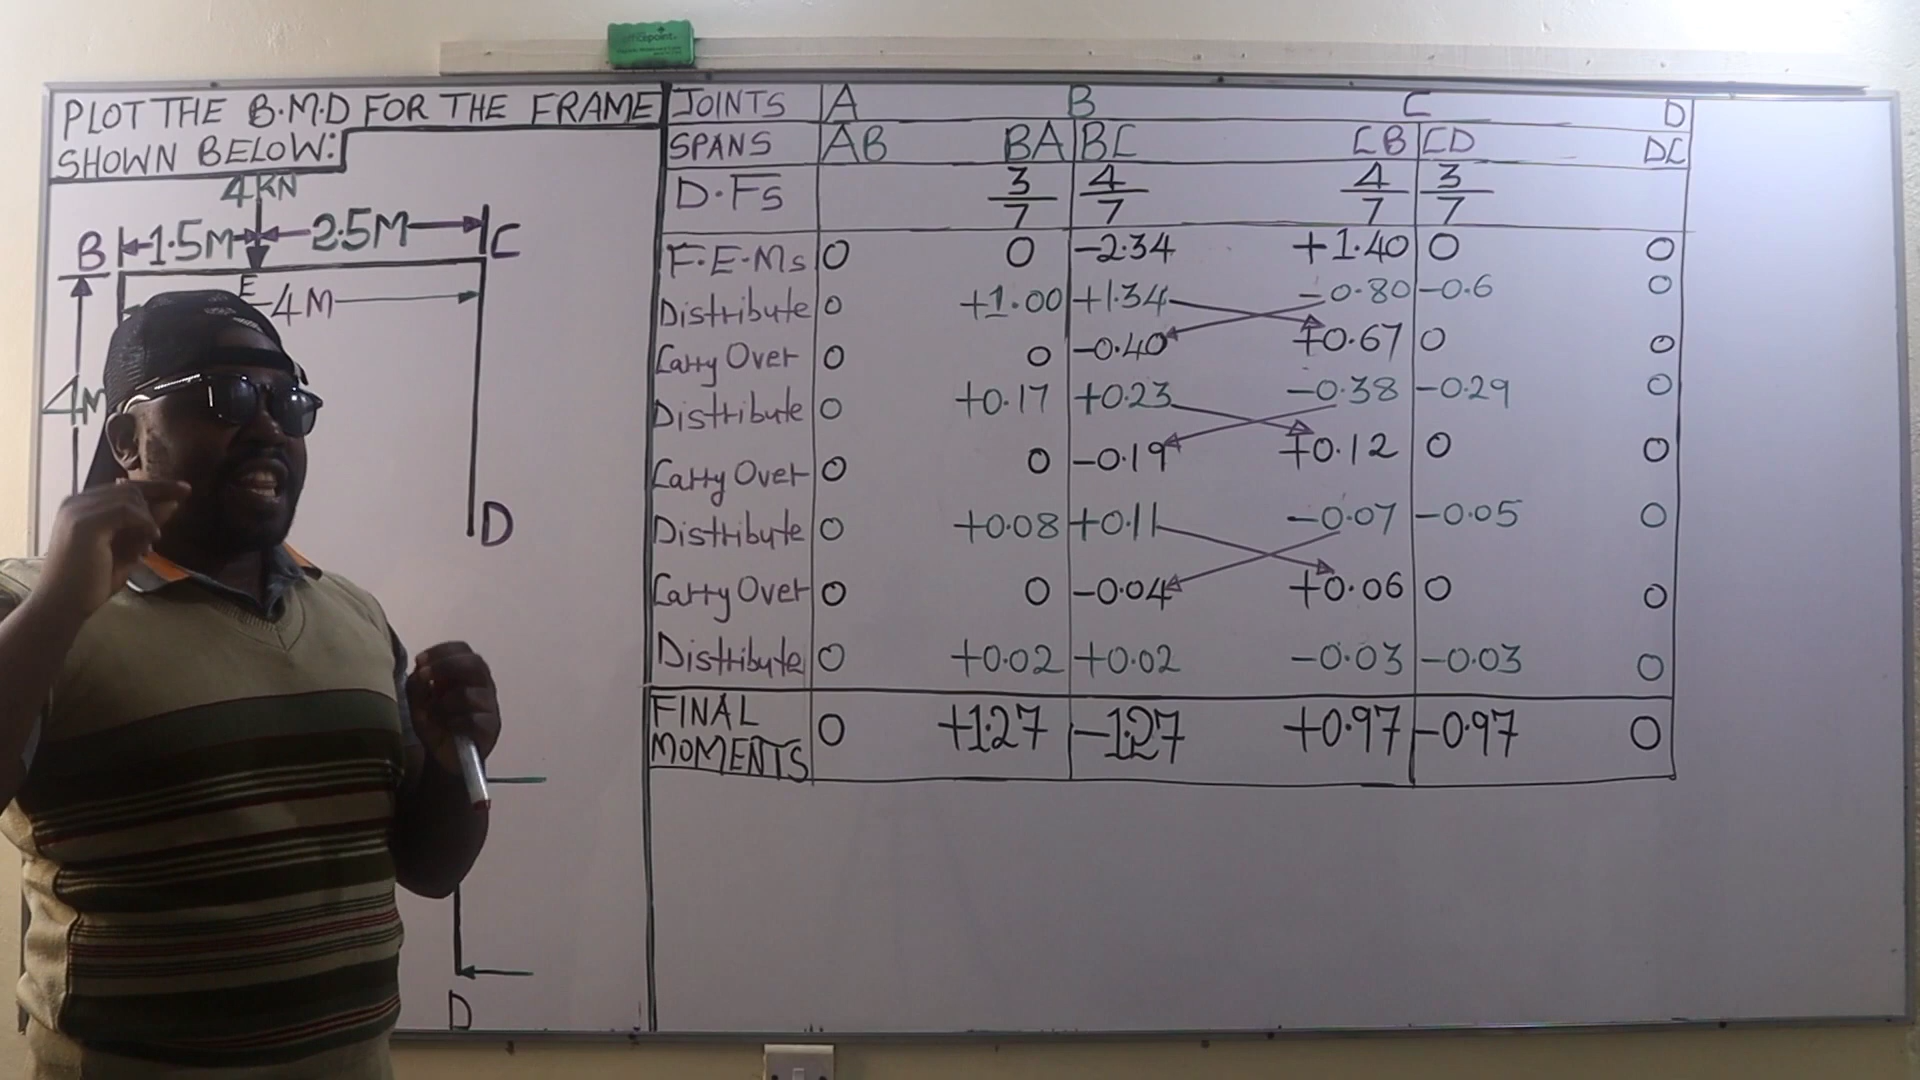 officepoint
PLOT THE B.M.D FOR THE FRAME
SHOWN BELOW:
4KN
1.5M 2.5M
B C
E
4M
4M
D
D
JOINTS A B C D
SPANS AB BA BC CB CD DC
D.Fs 3/7 4/7 4/7 3/7
F.E.Ms 0 0 -2.34 +1.40 0 0
Distribute 0 +1.00 +1.34 -0.80 -0.6 0
Carry Over 0 0 -0.40 +0.67 0 0
Distribute 0 +0.17 +0.23 -0.38 -0.29 0
Carry Over 0 0 -0.19 +0.12 0 0
Distribute 0 +0.08 +0.11 -0.07 -0.05 0
Carry Over 0 0 -0.04 +0.06 0 0
Distribute 0 +0.02 +0.02 -0.03 -0.03 0
FINAL
MOMENTS 0 +1.27 -1.27 +0.97 -0.97 0